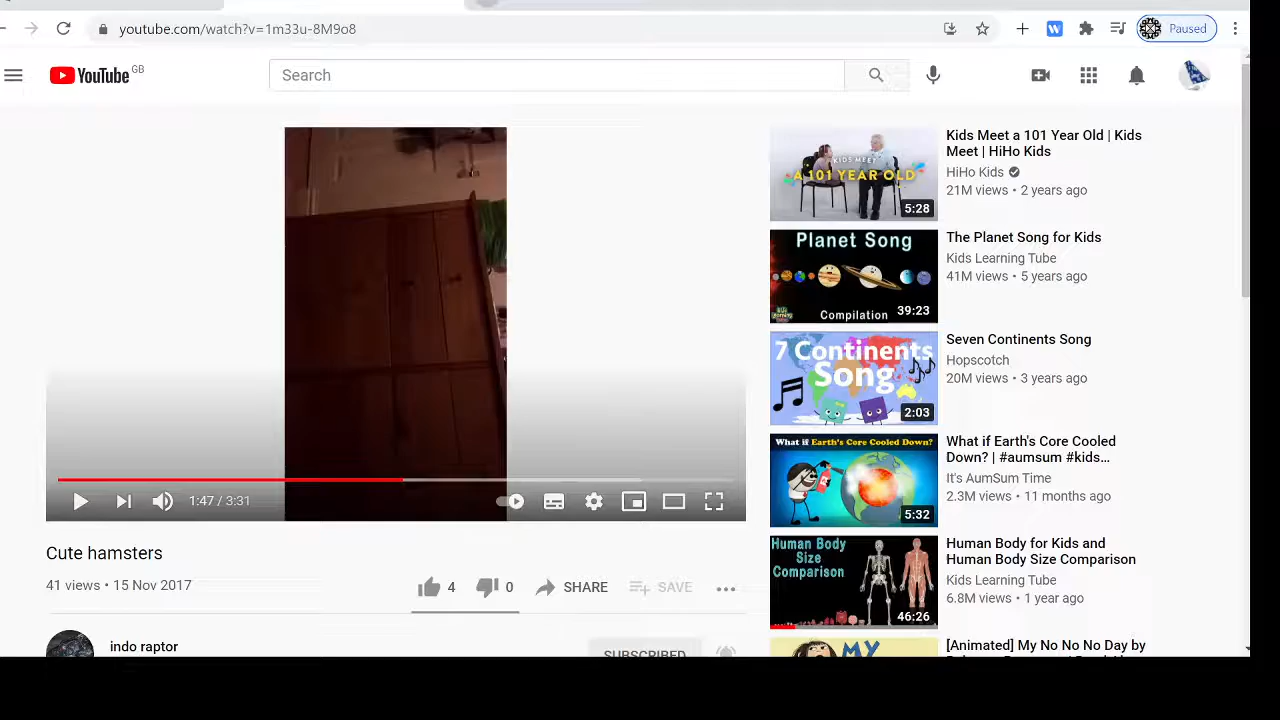 youtube.com/watch?v=1m33u-8M9o8
Paused
YouTube GB
Search
KIDS MEET
A 101 YEAR OLD
5:28
Kids Meet a 101 Year Old | Kids
Meet | HiHo Kids
HiHo Kids
21M views • 2 years ago
Planet Song
Compilation
39:23
The Planet Song for Kids
Kids Learning Tube
41M views • 5 years ago
7 Continents
Song
2:03
Seven Continents Song
Hopscotch
20M views • 3 years ago
What if Earth's Core Cooled Down?
5:32
What if Earth's Core Cooled
Down? | #aumsum #kids...
It's AumSum Time
2.3M views • 11 months ago
Human Body
Size
Comparison
46:26
Human Body for Kids and
Human Body Size Comparison
Kids Learning Tube
6.8M views • 1 year ago
MY
[Animated] My No No No Day by
1:47 / 3:31
Cute hamsters
41 views • 15 Nov 2017
4
0
SHARE
SAVE
indo raptor
SUBSCRIBED